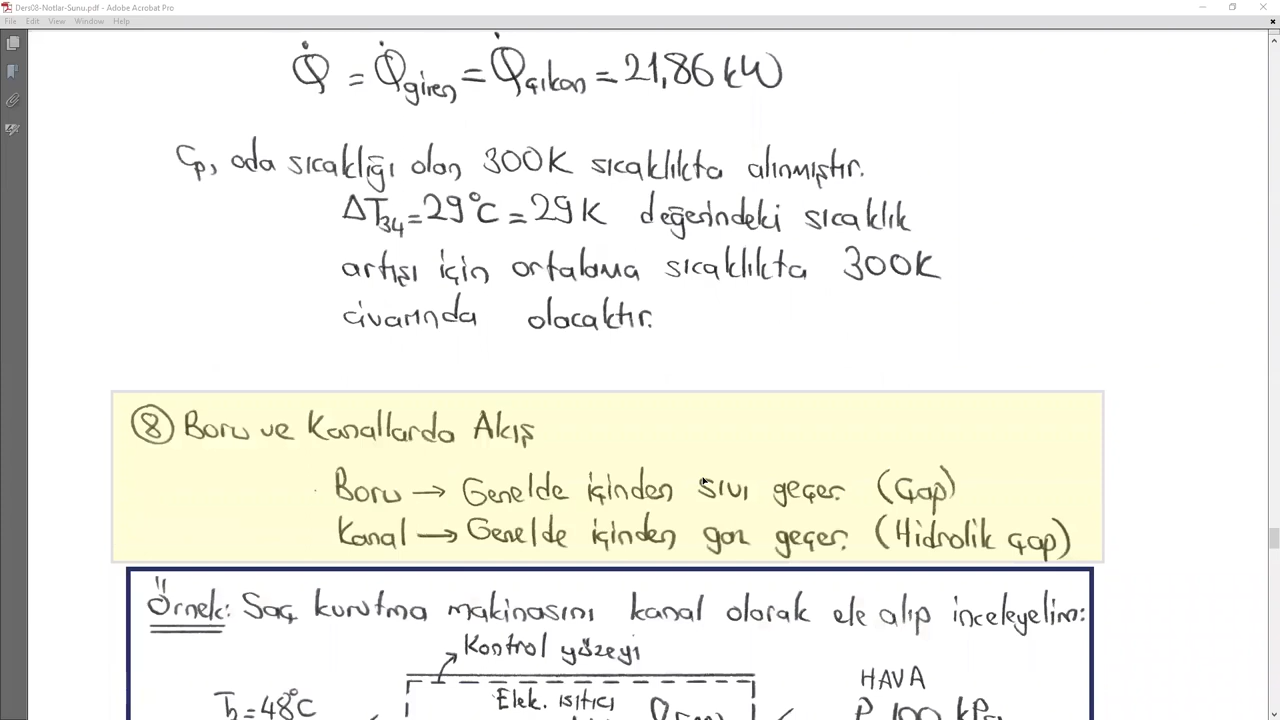 Ders08-Notlar-Sunu.pdf - Adobe Acrobat Pro
File Edit View Window Help
Q̇ = Q̇giren = Q̇çıkan = 21,86 kW
Cp, oda sıcaklığı olan 300K sıcaklıkta alınmıştır.
ΔT34 = 29°C = 29K değerindeki sıcaklık
artışı için ortalama sıcaklıkta 300K
civarında olacaktır.
⑧ Boru ve Kanallarda Akış
Boru → Genelde içinden sıvı geçer. (Çap)
Kanal → Genelde içinden gaz geçer. (Hidrolik çap)
Örnek: Saç kurutma makinasını kanal olarak ele alıp inceleyelim:
Kontrol yüzeyi
HAVA
Elek. ısıtıcı
=48°C
100 kPa